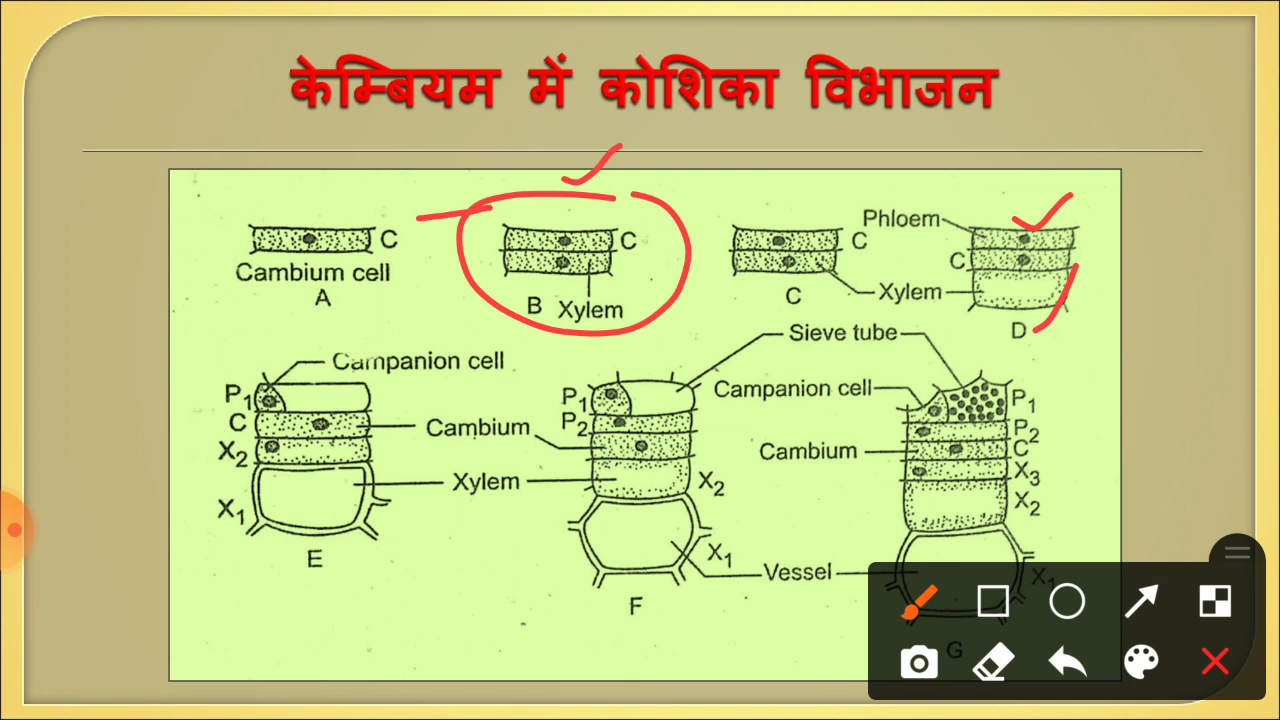 केम्बियम में कोशिका विभाजन
C
Cambium cell
A
C
B Xylem
C
Xylem
C
Phloem
C
D
Campanion cell
P1
C
X2
X1
E
Cambium
Xylem
Sieve tube
P1
P2
X2
X1
F
Campanion cell
Cambium
Vessel
P1
P2
C
X3
X2
X1
G